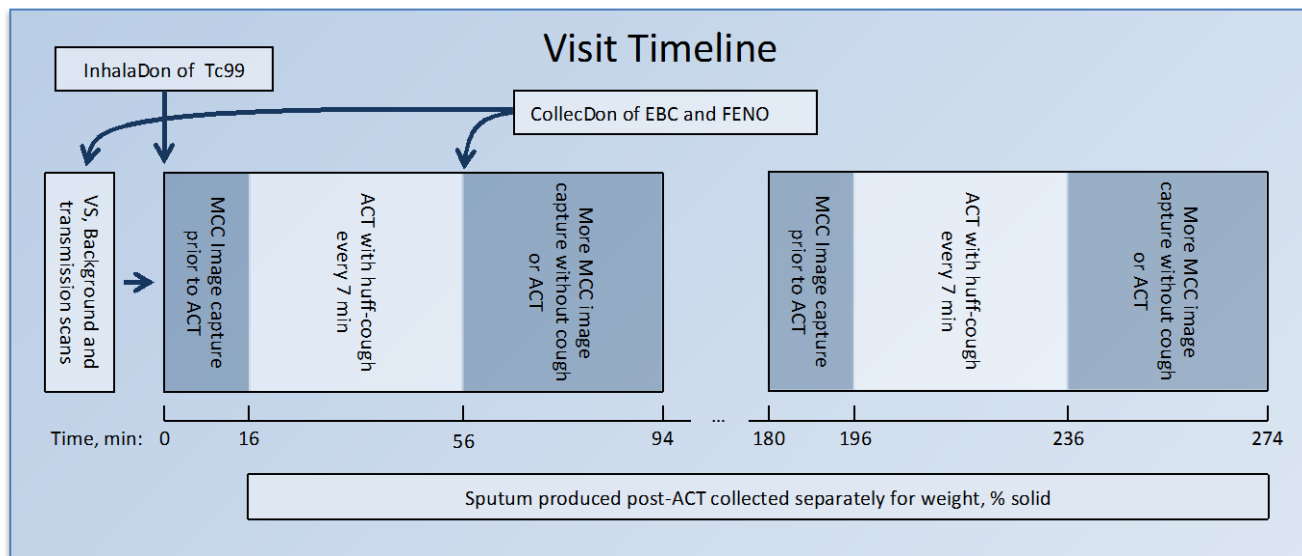 Visit Timeline
InhalaDon of Tc99
CollecDon of EBC and FENO
VS, Background and
transmission scans
MCC Image capture
prior to ACT
ACT with huff-cough
every 7 min
More MCC image
capture without cough
or ACT
MCC Image capture
prior to ACT
ACT with huff-cough
every 7 min
More MCC image
capture without cough
or ACT
Time, min: 0 16 56 94 ... 180 196 236 274
Sputum produced post-ACT collected separately for weight, % solid